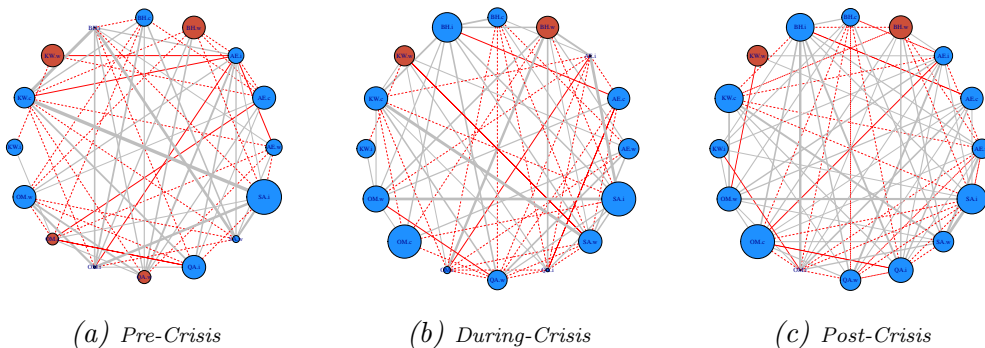 BH.c
BH.w
KW.w
AE.i
KW.c
AE.c
KW.i
AE.w
OM.w
SA.i
QA.i
BH.i
BH.c
BH.w
KW.w
KW.c
AE.c
KW.i
AE.w
OM.w
SA.i
OM.c
SA.w
QA.w
BH.i
BH.c
BH.w
KW.w
AE.i
KW.c
AE.c
KW.i
OM.w
SA.i
OM.c
SA.w
QA.w
QA.i
(a) Pre-Crisis
(b) During-Crisis
(c) Post-Crisis